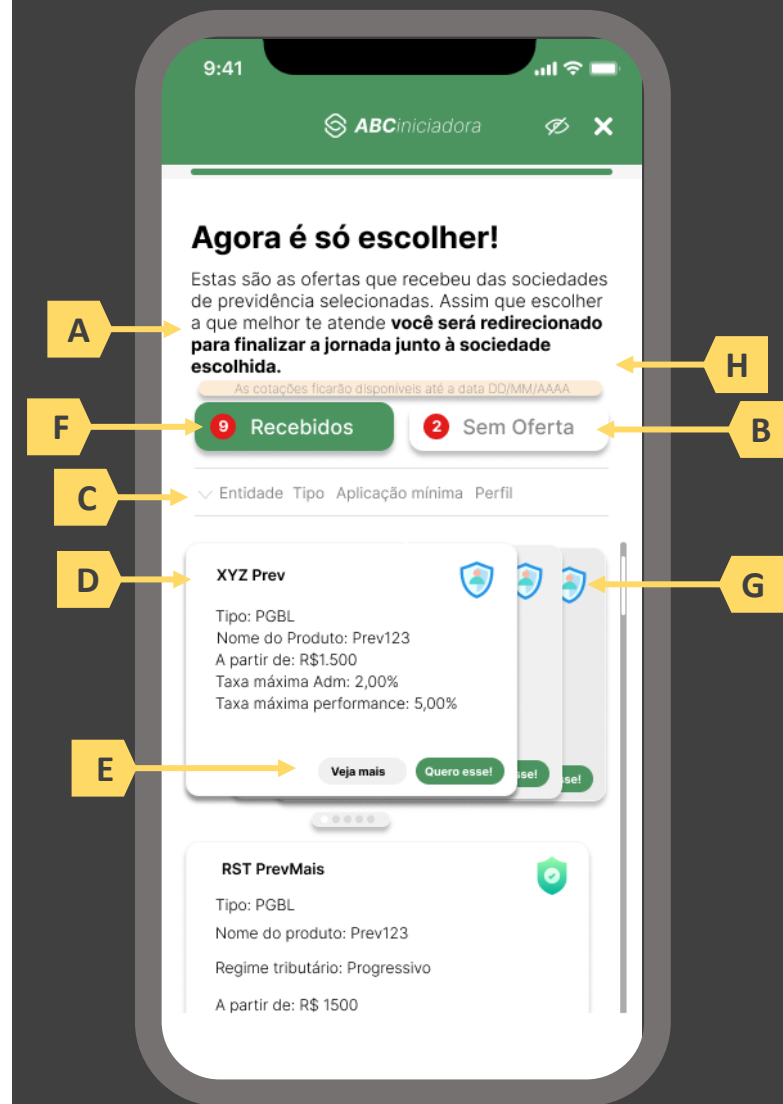 9:41
ABCiniciadora
Agora é só escolher!
Estas são as ofertas que recebeu das sociedades
de previdência selecionadas. Assim que escolher
a que melhor te atende você será redirecionado
para finalizar a jornada junto à sociedade
escolhida.
As cotações ficarão disponíveis até a data DD/MM/AAAA
A
H
9 Recebidos
2 Sem Oferta
F
B
Entidade Tipo Aplicação mínima Perfil
C
XYZ Prev
D
G
Tipo: PGBL
Nome do Produto: Prev123
A partir de: R$1.500
Taxa máxima Adm: 2,00%
Taxa máxima performance: 5,00%
E
Veja mais
Quero esse!
sse!
sse!
RST PrevMais
Tipo: PGBL
Nome do produto: Prev123
Regime tributário: Progressivo
A partir de: R$ 1500